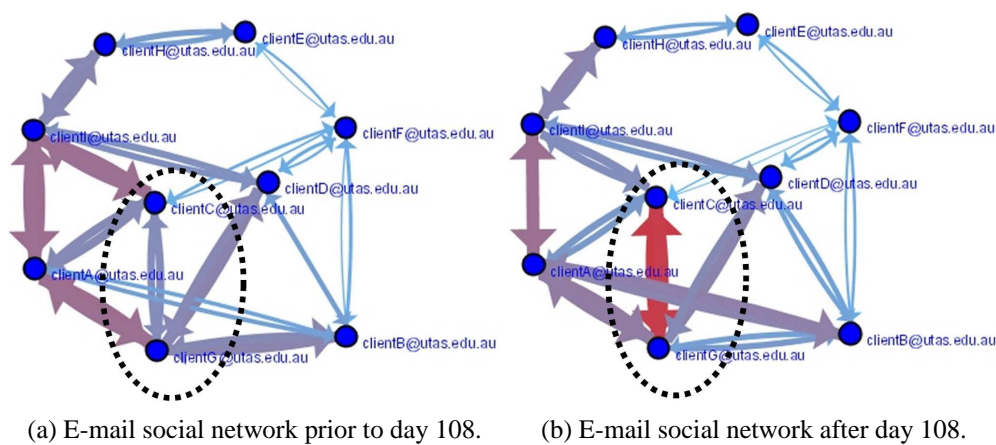 clientE@utas.edu.au
clientH@utas.edu.au
clientF@utas.edu.au
clientI@utas.edu.au
clientD@utas.edu.au
clientC@utas.edu.au
clientA@utas.edu.au
clientB@utas.edu.au
clientG@utas.edu.au
(a) E-mail social network prior to day 108.
clientE@utas.edu.au
clientH@utas.edu.au
clientF@utas.edu.au
clientI@utas.edu.au
clientD@utas.edu.au
clientC@utas.edu.au
clientA@utas.edu.au
clientB@utas.edu.au
clientG@utas.edu.au
(b) E-mail social network after day 108.